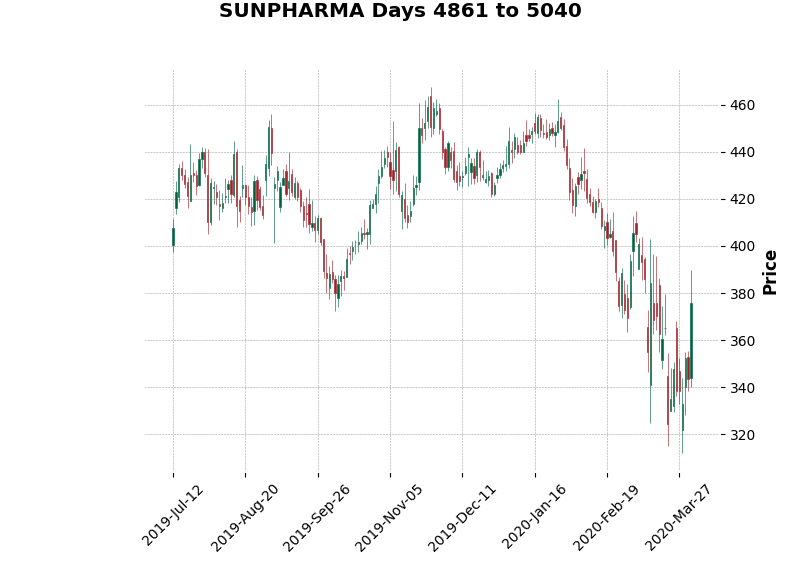 SUNPHARMA Days 4861 to 5040
460
440
420
400
380
360
340
320
Price
2019-Jul-12
2019-Aug-20
2019-Sep-26
2019-Nov-05
2019-Dec-11
2020-Jan-16
2020-Feb-19
2020-Mar-27